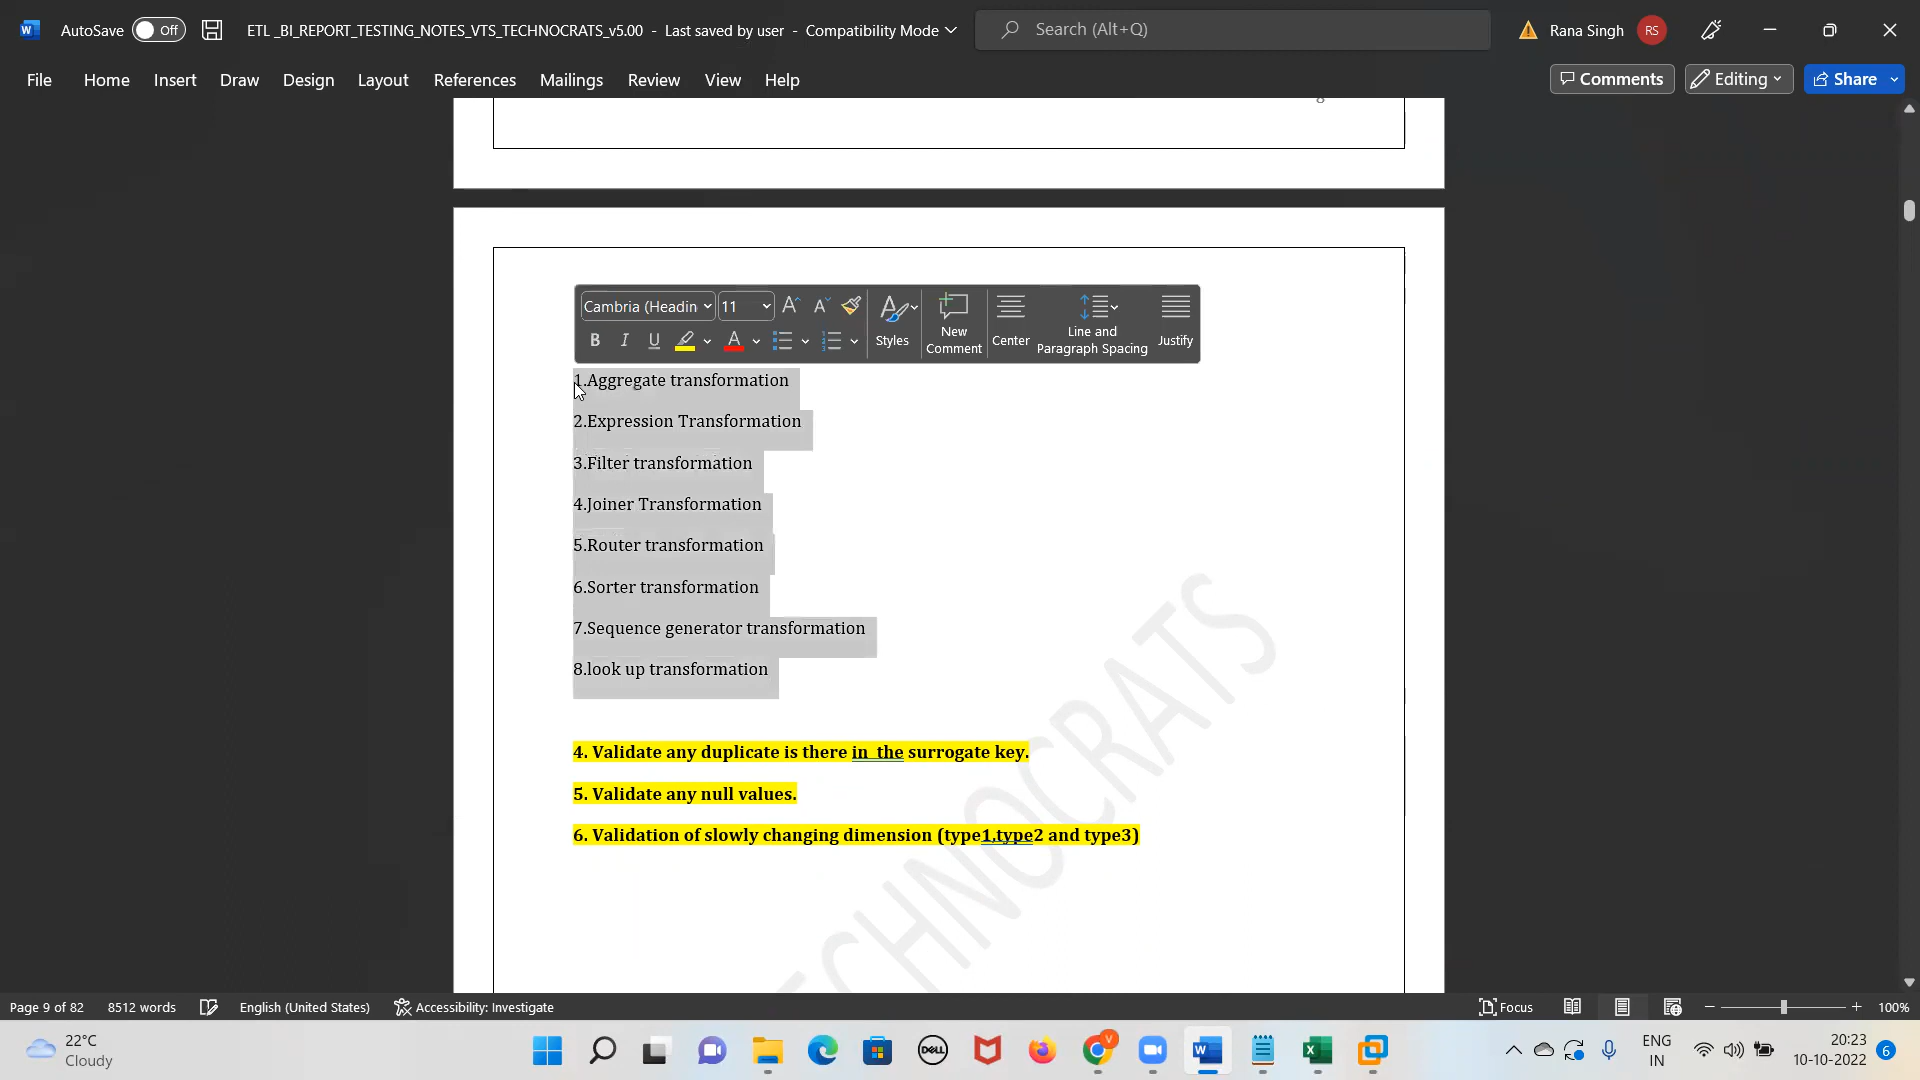 AutoSave Off ETL _BI_REPORT_TESTING_NOTES_VTS_TECHNOCRATS_v5.00 - Last saved by user - Compatibility Mode Search (Alt+Q) Rana Singh RS
File Home Insert Draw Design Layout References Mailings Review View Help Comments Editing Share
Cambria (Headin 11
B I U A Styles New Comment Center Line and Paragraph Spacing Justify
1.Aggregate transformation
2.Expression Transformation
3.Filter transformation
4.Joiner Transformation
5.Router transformation
6.Sorter transformation
7.Sequence generator transformation
8.look up transformation
4. Validate any duplicate is there in  the surrogate key.
5. Validate any null values.
6. Validation of slowly changing dimension (type1,type2 and type3)
TECHNOCRATS
Page 9 of 82 8512 words English (United States) Accessibility: Investigate Focus 100%
22°C
Cloudy
DELL
V
ENG
IN
20:23
10-10-2022
6